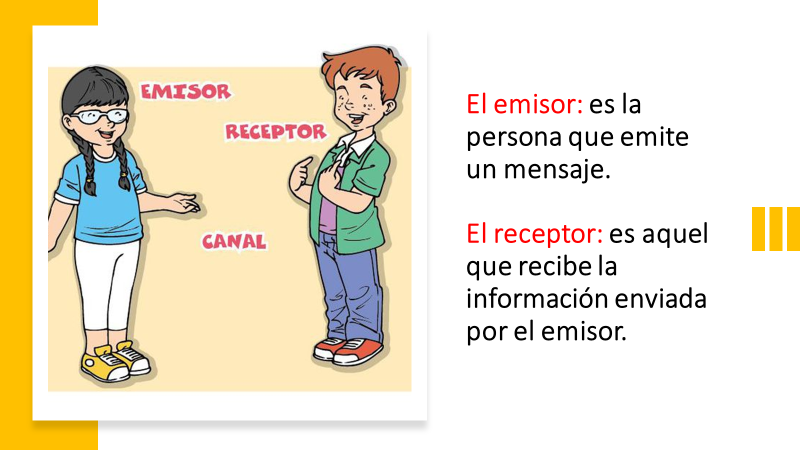 EMISOR
RECEPTOR
CANAL
El emisor: es la
persona que emite
un mensaje.
El receptor: es aquel
que recibe la
información enviada
por el emisor.